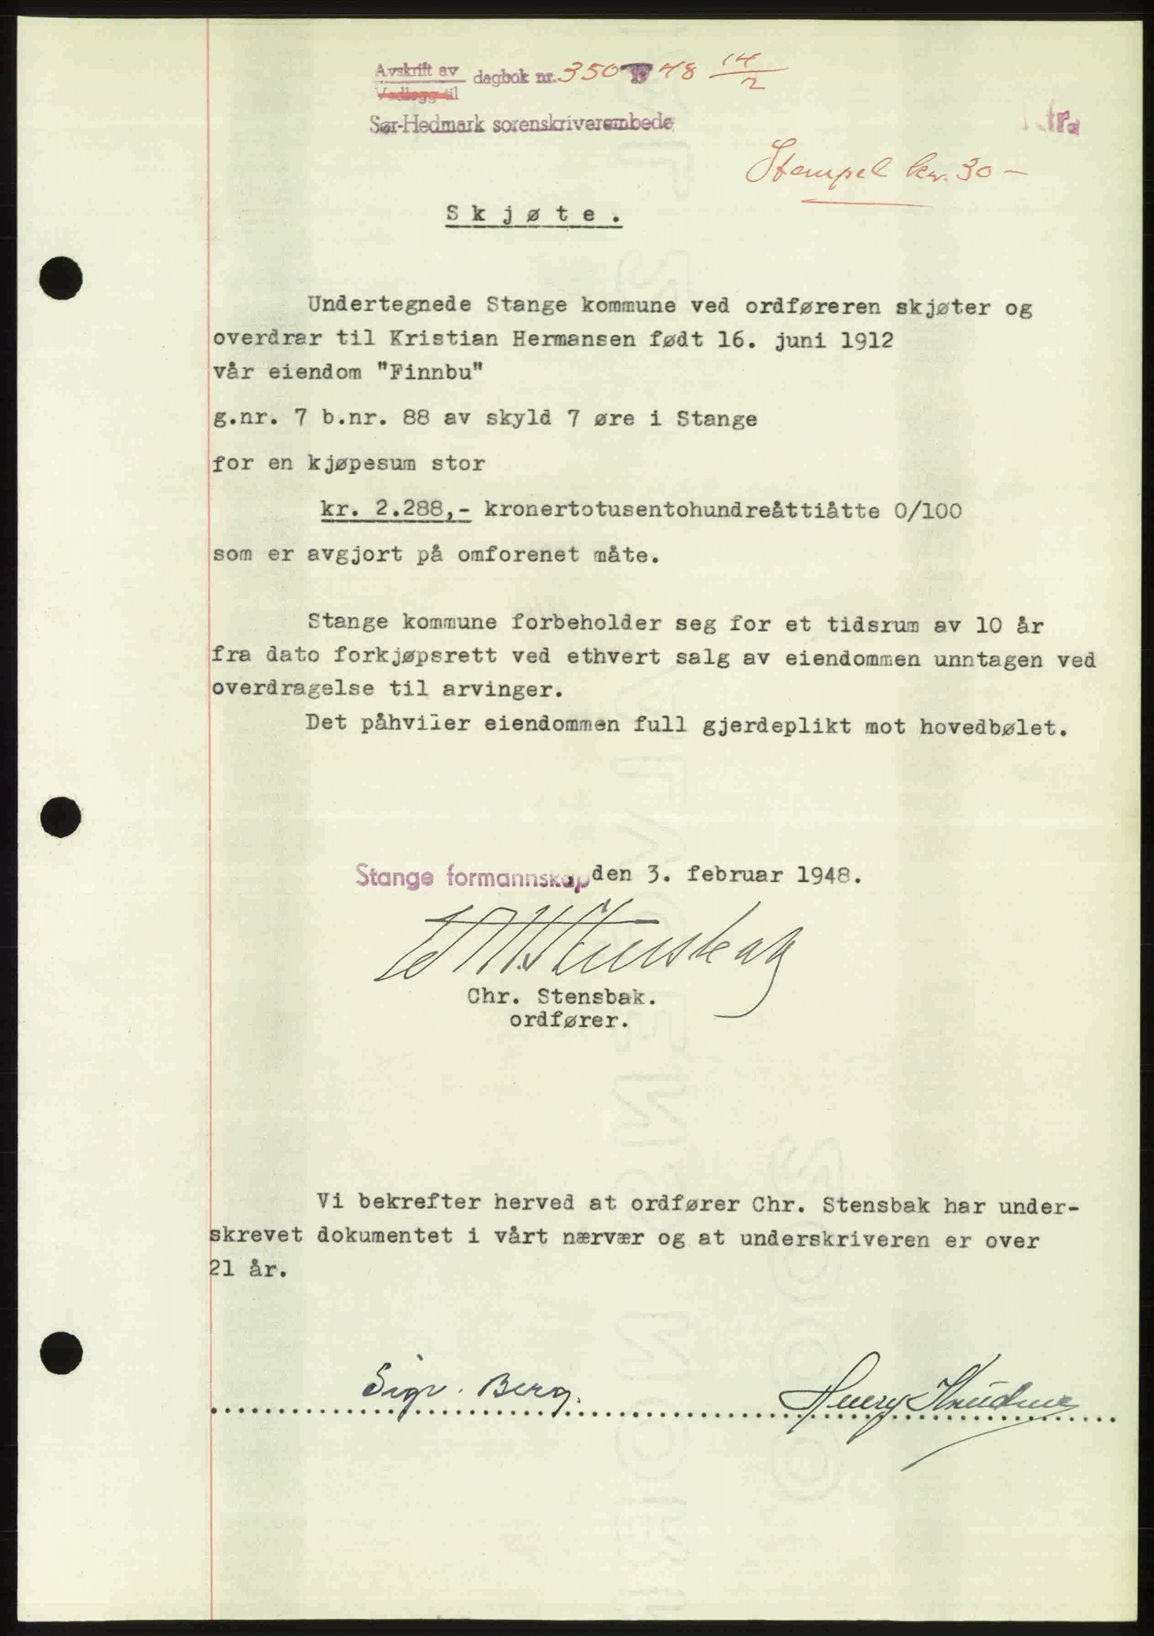 Avskrift av
Vedlegg til
dagbok nr. 350 19 48 14/2
Sør-Hedmark sorenskriverembede
Stempel kr. 30 –
Skjøte.
Undertegnede Stange kommune ved ordføreren skjøter og
overdrar til Kristian Hermansen født 16. juni 1912
vår eiendom "Finnbu"
g.nr. 7 b.nr. 88 av skyld 7 øre i Stange
for en kjøpesum stor
kr. 2.288,- kronertotusentohundreåttiåtte 0/100
som er avgjort på omforenet måte.
Stange kommune forbeholder seg for et tidsrum av 10 år
fra dato forkjøpsrett ved ethvert salg av eiendommen unntagen ved
overdragelse til arvinger.
Det påhviler eiendommen full gjerdeplikt mot hovedbølet.
Stange formannskap den 3. februar 1948.
Chr. Stensbak.
ordfører.
Vi bekrefter herved at ordfører Chr. Stensbak har under-
skrevet dokumentet i vårt nærvær og at underskriveren er over
21 år.
Sigv. Berg. Henry Knudsen